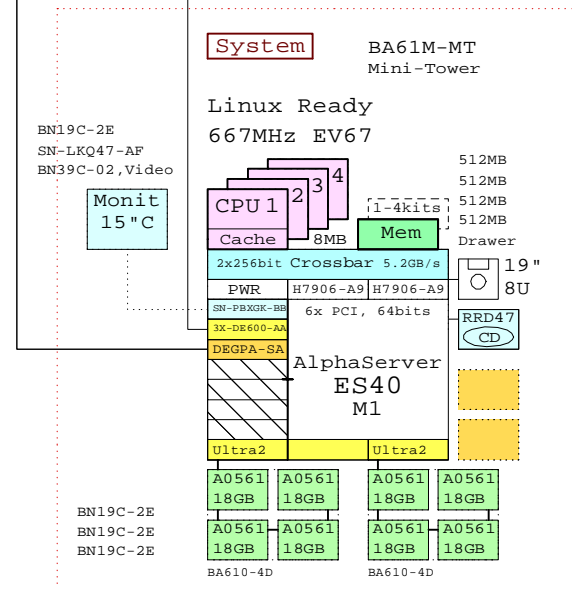 System
BA61M-MT
Mini-Tower
Linux Ready
667MHz EV67
BN19C-2E
SN-LKQ47-AF
BN39C-02,Video
Monit
15"C
CPU 1
2
3
4
Cache
8MB
1-4kits
Mem
512MB
512MB
512MB
512MB
Drawer
2x256bit Crossbar 5.2GB/s
19"
8U
PWR
H7906-A9
H7906-A9
SN-PBXGK-BB
6x PCI, 64bits
3X-DE600-AA
RRD47
CD
DEGPA-SA
AlphaServer
ES40
M1
Ultra2
Ultra2
A0561
18GB
A0561
18GB
A0561
18GB
A0561
18GB
BN19C-2E
BN19C-2E
BN19C-2E
A0561
18GB
A0561
18GB
A0561
18GB
A0561
18GB
BA610-4D
BA610-4D